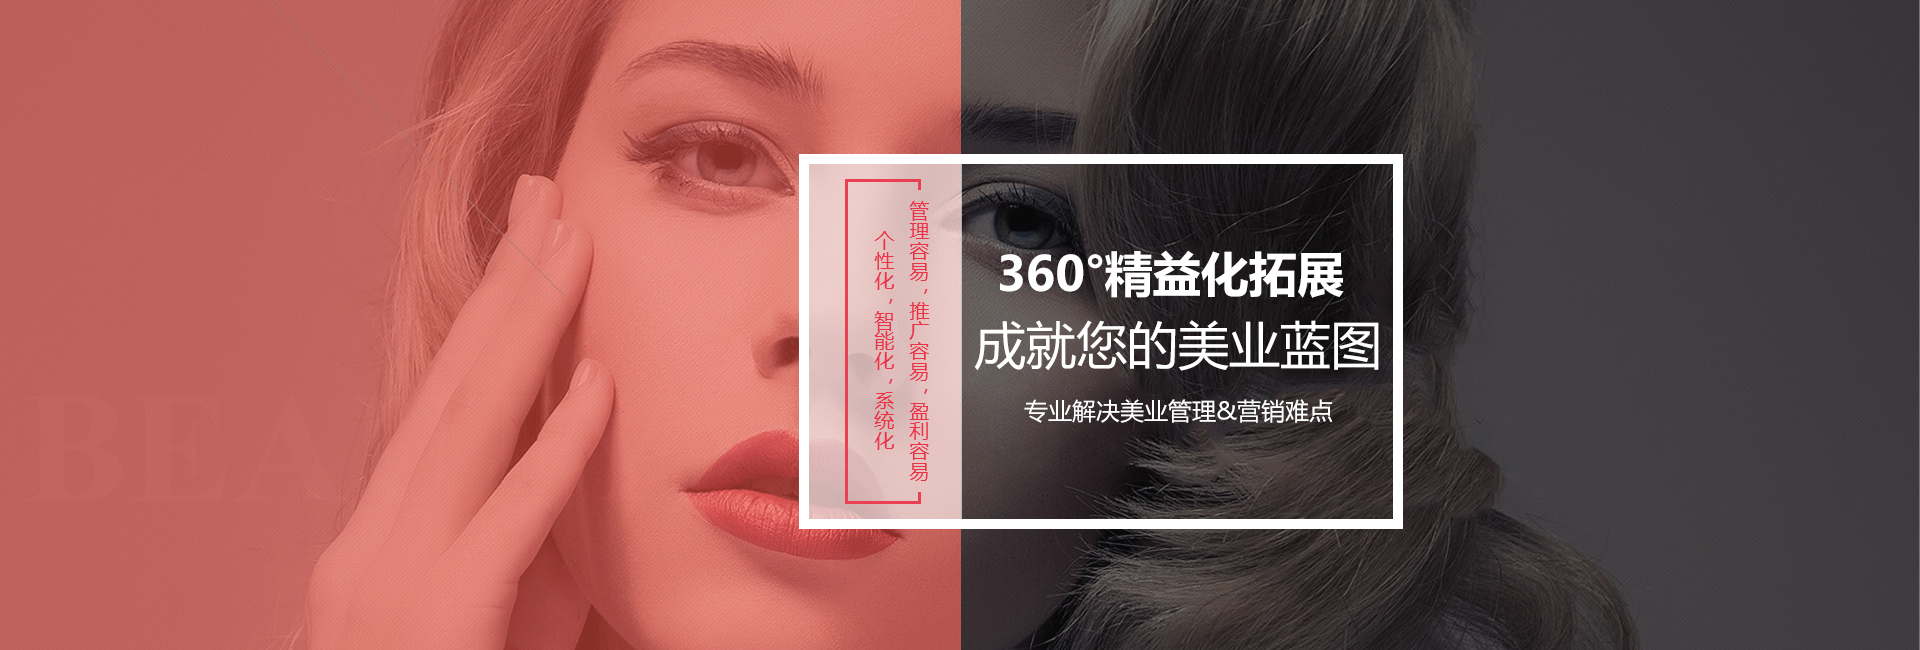 管理容易，推广容易，盈利容易
个性化，智能化，系统化
360°精益化拓展
成就您的美业蓝图
专业解决美业管理&营销难点